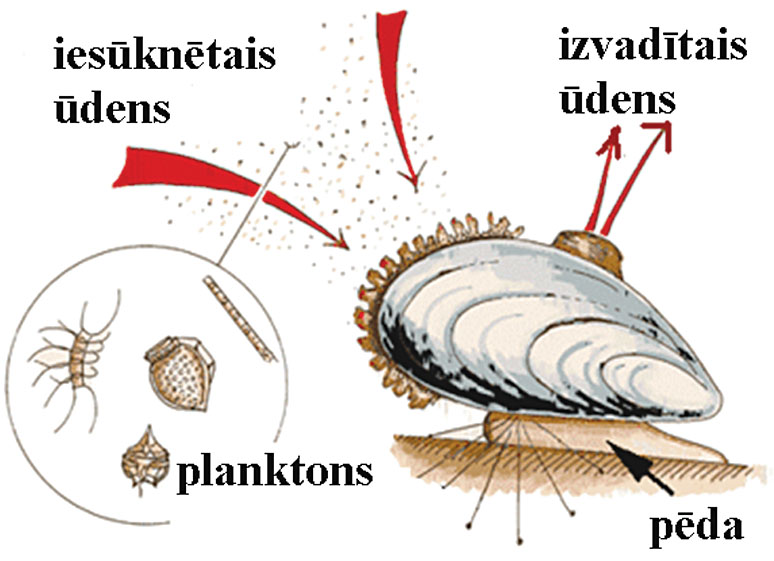 iesūknētais
ūdens
izvadītais
ūdens
planktons
pēda